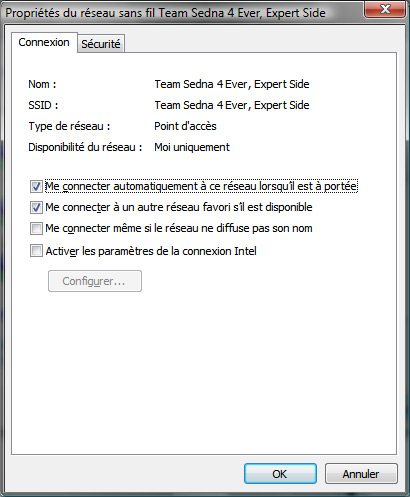 Propriétés du réseau sans fil Team Sedna 4 Ever, Expert Side
Connexion Sécurité
Nom : Team Sedna 4 Ever, Expert Side
SSID : Team Sedna 4 Ever, Expert Side
Type de réseau : Point d'accès
Disponibilité du réseau : Moi uniquement
Me connecter automatiquement à ce réseau lorsqu'il est à portée
Me connecter à un autre réseau favori s'il est disponible
Me connecter même si le réseau ne diffuse pas son nom
Activer les paramètres de la connexion Intel
Configurer...
OK Annuler